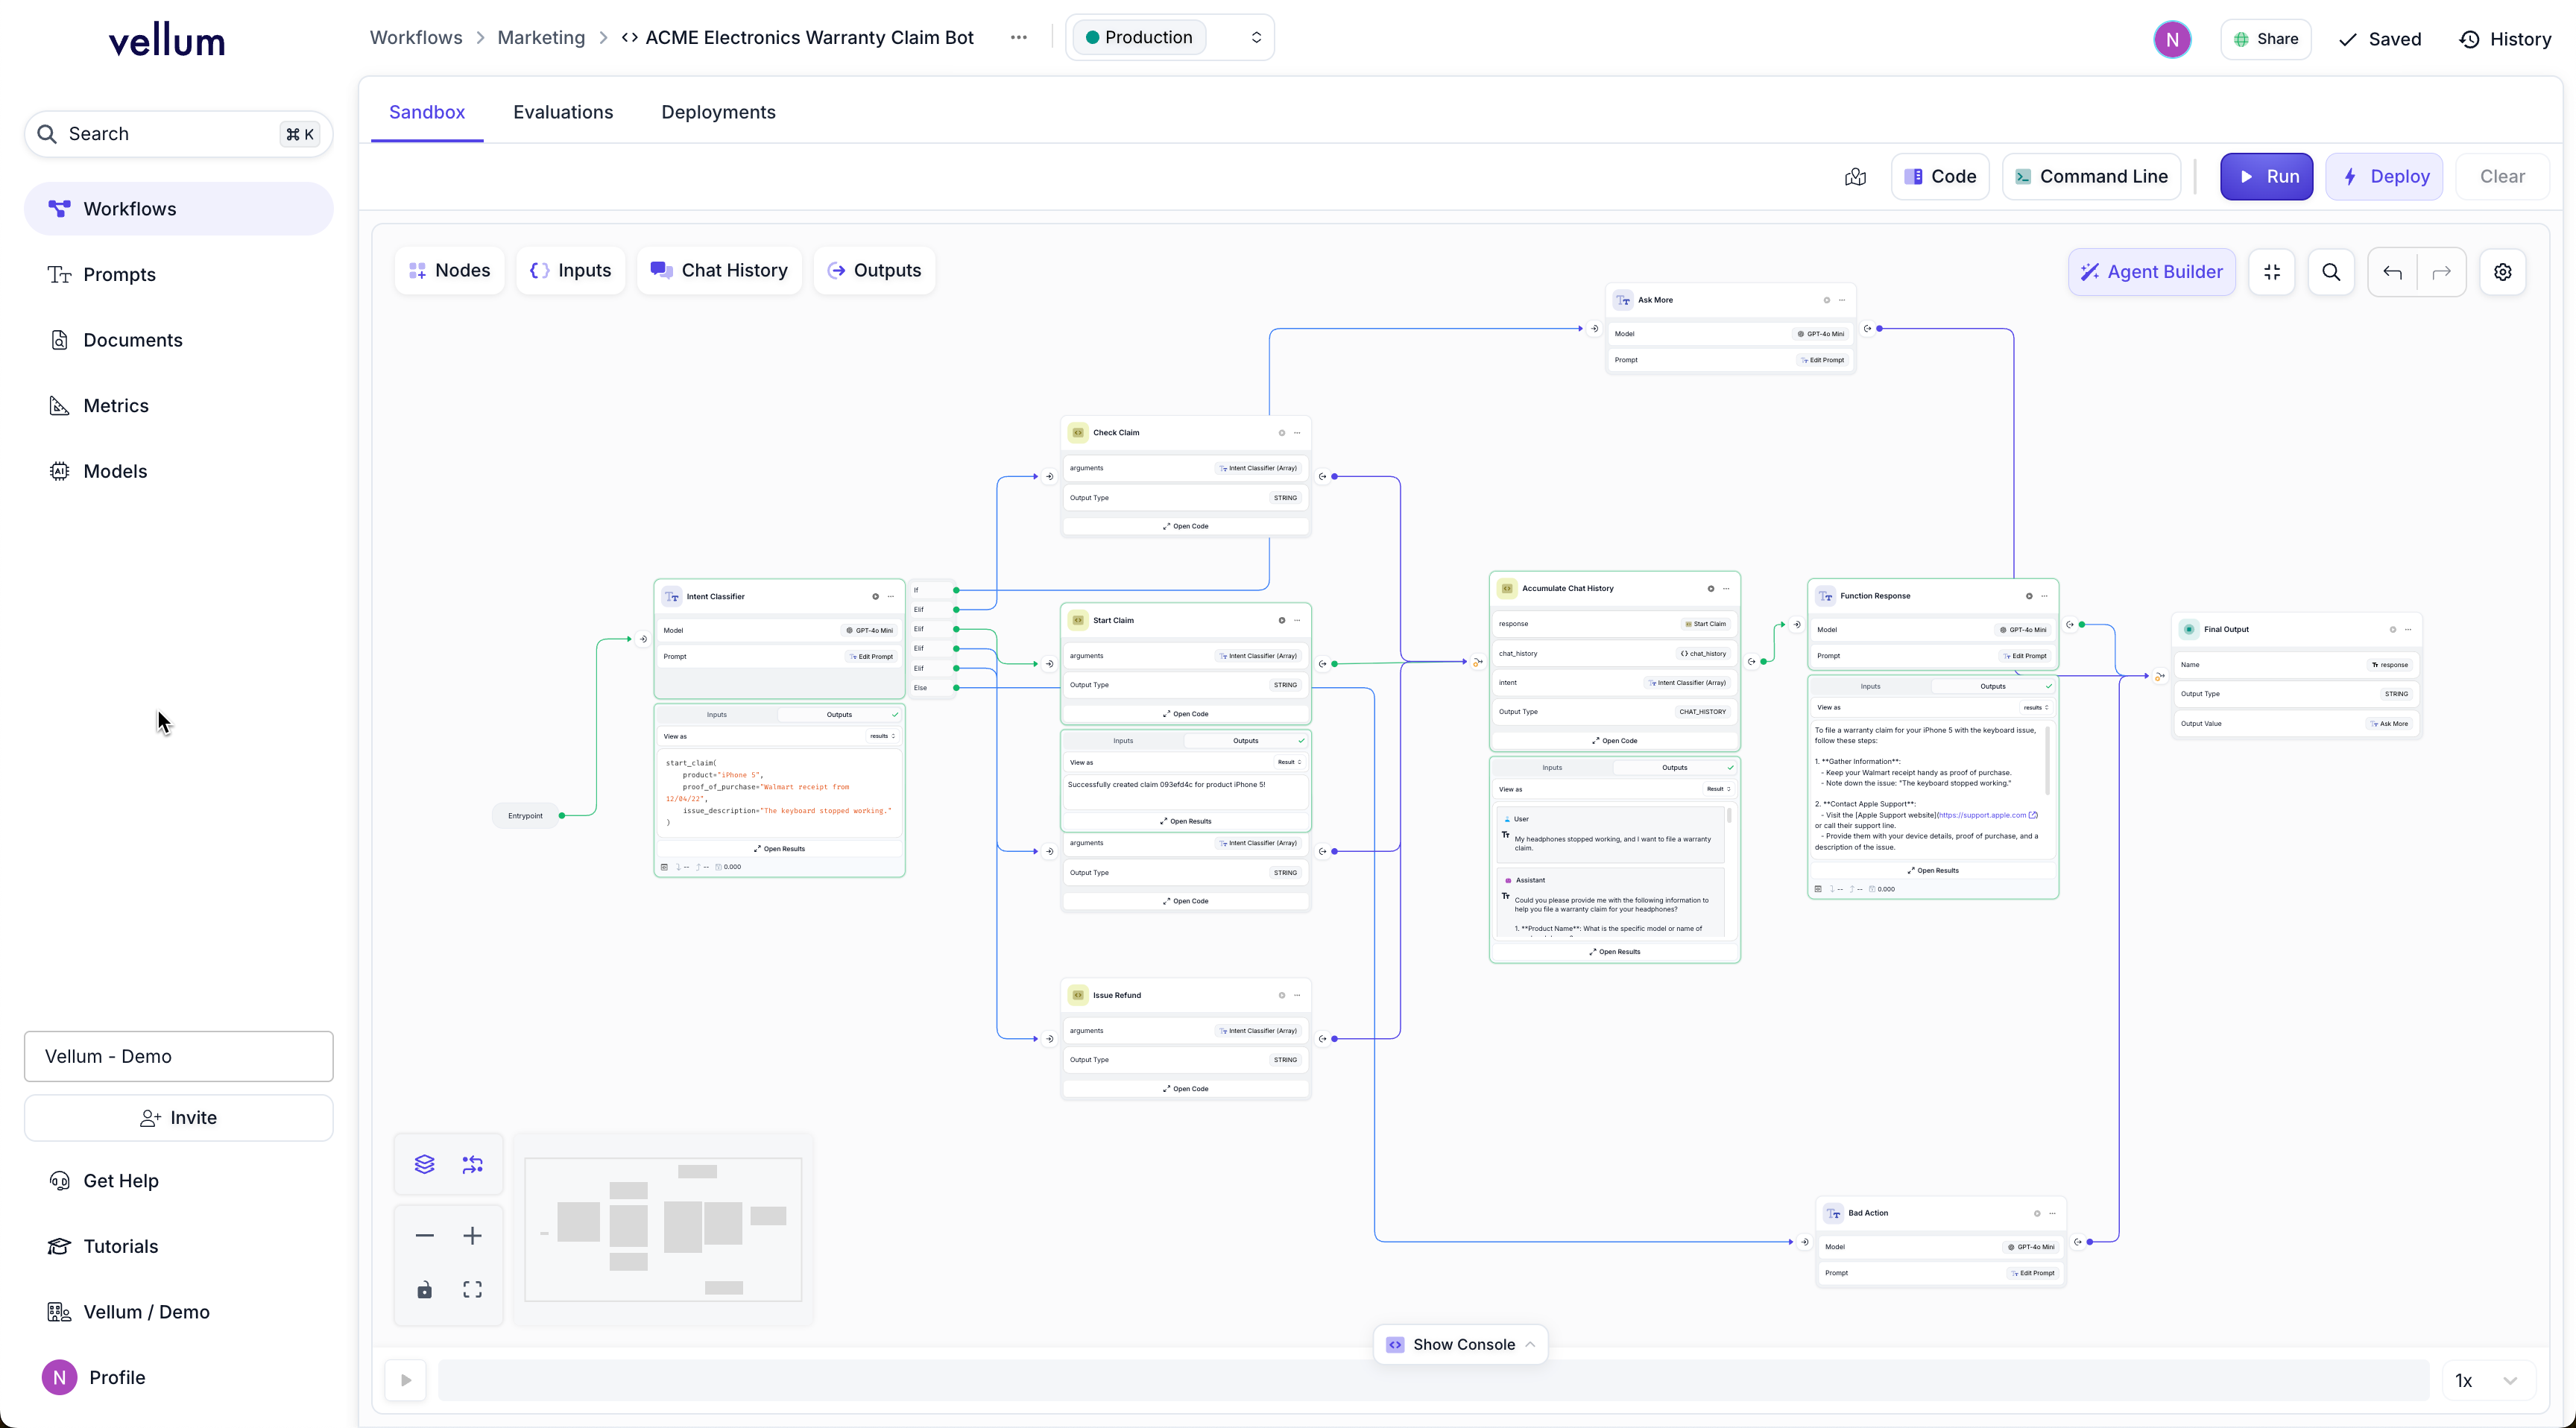 vellum
Workflows
Marketing
ACME Electronics Warranty Claim Bot
Production
N
Share
Saved
History
Search
⌘ K
Workflows
Prompts
Documents
Metrics
Models
Vellum - Demo
Invite
Get Help
Tutorials
Vellum / Demo
N
Profile
Sandbox
Evaluations
Deployments
Code
Command Line
Run
Deploy
Clear
Nodes
Inputs
Chat History
Outputs
Agent Builder
Ask More
Model
GPT-4o Mini
Prompt
Edit Prompt
Check Claim
arguments
Intent Classifier (Array)
Output Type
STRING
Open Code
Entrypoint
Intent Classifier
Model
GPT-4o Mini
Prompt
Edit Prompt
If
Elif
Elif
Elif
Elif
Else
Inputs
Outputs
View as
results
start_claim(
product="iPhone 5",
proof_of_purchase="Walmart receipt from
12/04/22",
issue_description="The keyboard stopped working."
)
Open Results
--
--
0.000
Start Claim
arguments
Intent Classifier (Array)
Output Type
STRING
Open Code
Inputs
Outputs
View as
Result
Successfully created claim 093efd4c for product iPhone 5!
Open Results
arguments
Intent Classifier (Array)
Output Type
STRING
Open Code
Issue Refund
arguments
Intent Classifier (Array)
Output Type
STRING
Open Code
Accumulate Chat History
response
Start Claim
chat_history
chat_history
intent
Intent Classifier (Array)
Output Type
CHAT_HISTORY
Open Code
Inputs
Outputs
View as
Result
User
My headphones stopped working, and I want to file a warranty
claim.
Assistant
Could you please provide me with the following information to
help you file a warranty claim for your headphones?
1. **Product Name**: What is the specific model or name of
Open Results
Function Response
Model
GPT-4o Mini
Prompt
Edit Prompt
Inputs
Outputs
View as
results
To file a warranty claim for your iPhone 5 with the keyboard issue,
follow these steps:
1. **Gather Information**:
- Keep your Walmart receipt handy as proof of purchase.
- Note down the issue: "The keyboard stopped working."
2. **Contact Apple Support**:
- Visit the [Apple Support website](https://support.apple.com
or call their support line.
- Provide them with your device details, proof of purchase, and a
description of the issue.
Open Results
--
--
0.000
Final Output
Name
response
Output Type
STRING
Output Value
Ask More
Bad Action
Model
GPT-4o Mini
Prompt
Edit Prompt
Show Console
1x